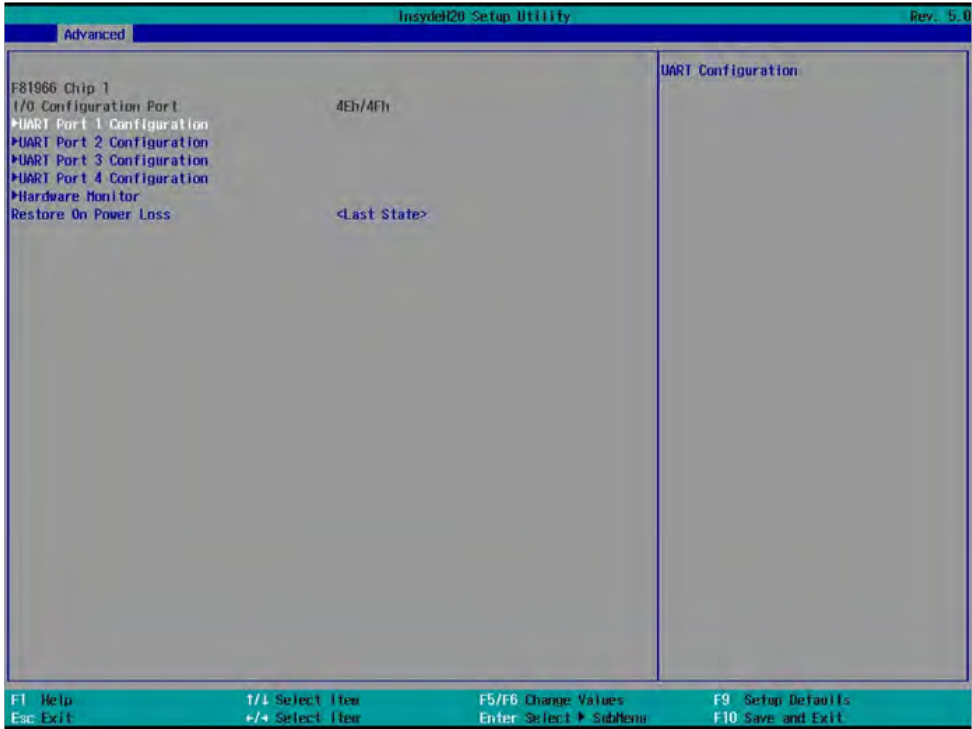 InsydeH20 Setup Utility Rev. 5.0
Advanced
UART Configuration
F81966 Chip 1
I/O Configuration Port 4Eh/4Fh
▶UART Port 1 Configuration
▶UART Port 2 Configuration
▶UART Port 3 Configuration
▶UART Port 4 Configuration
▶Hardware Monitor
Restore On Power Loss <Last State>
F1 Help ↑/↓ Select Item F5/F6 Change Values F9 Setup Defaults
Esc Exit ←/→ Select Item Enter Select ▶ SubMenu F10 Save and Exit